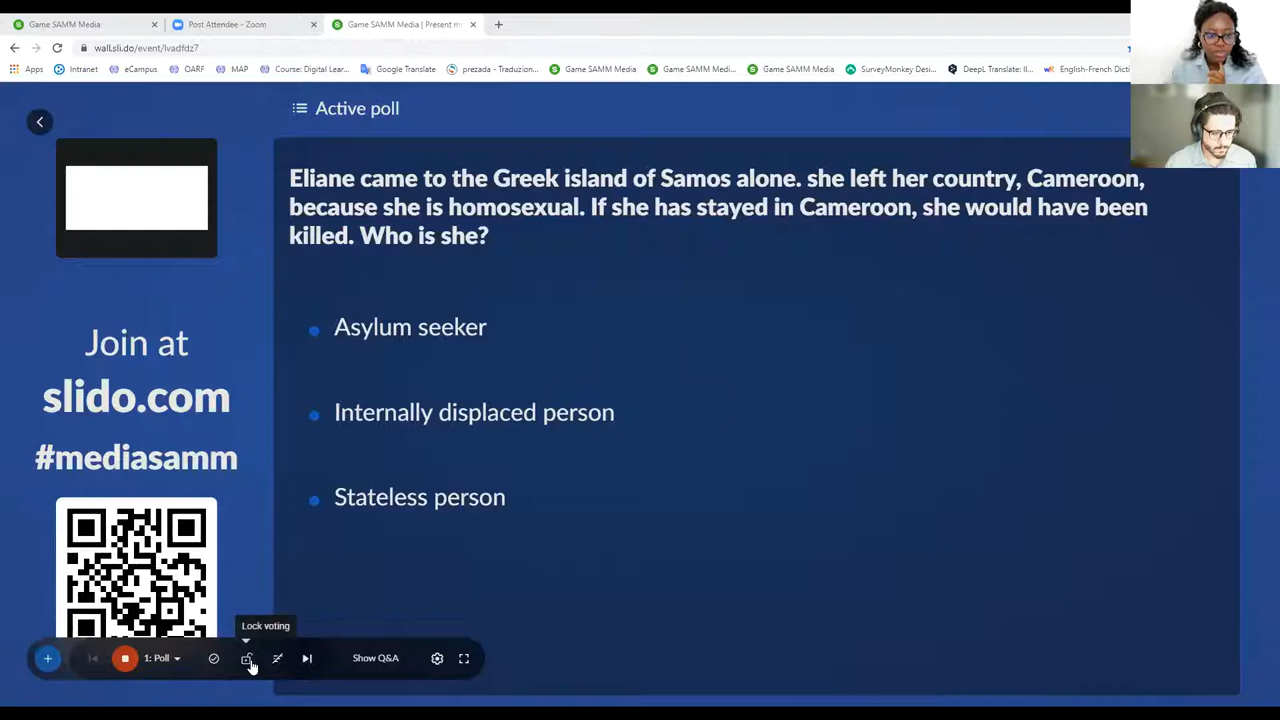 Game SAMM Media
Post Attendee - Zoom
Game SAMM Media | Present m
wall.sli.do/event/lvadfdz7
Apps
Intranet
eCampus
OARF
MAP
Course: Digital Lear...
Google Translate
prezada - Traduzion...
Game SAMM Media
Game SAMM Medi...
Game SAMM Media
SurveyMonkey Desi...
DeepL Translate: Il...
English-French Dicti
Active poll
Eliane came to the Greek island of Samos alone. she left her country, Cameroon,
because she is homosexual. If she has stayed in Cameroon, she would have been
killed. Who is she?
Asylum seeker
Internally displaced person
Stateless person
Join at
slido.com
#mediasamm
Lock voting
1: Poll
Show Q&A